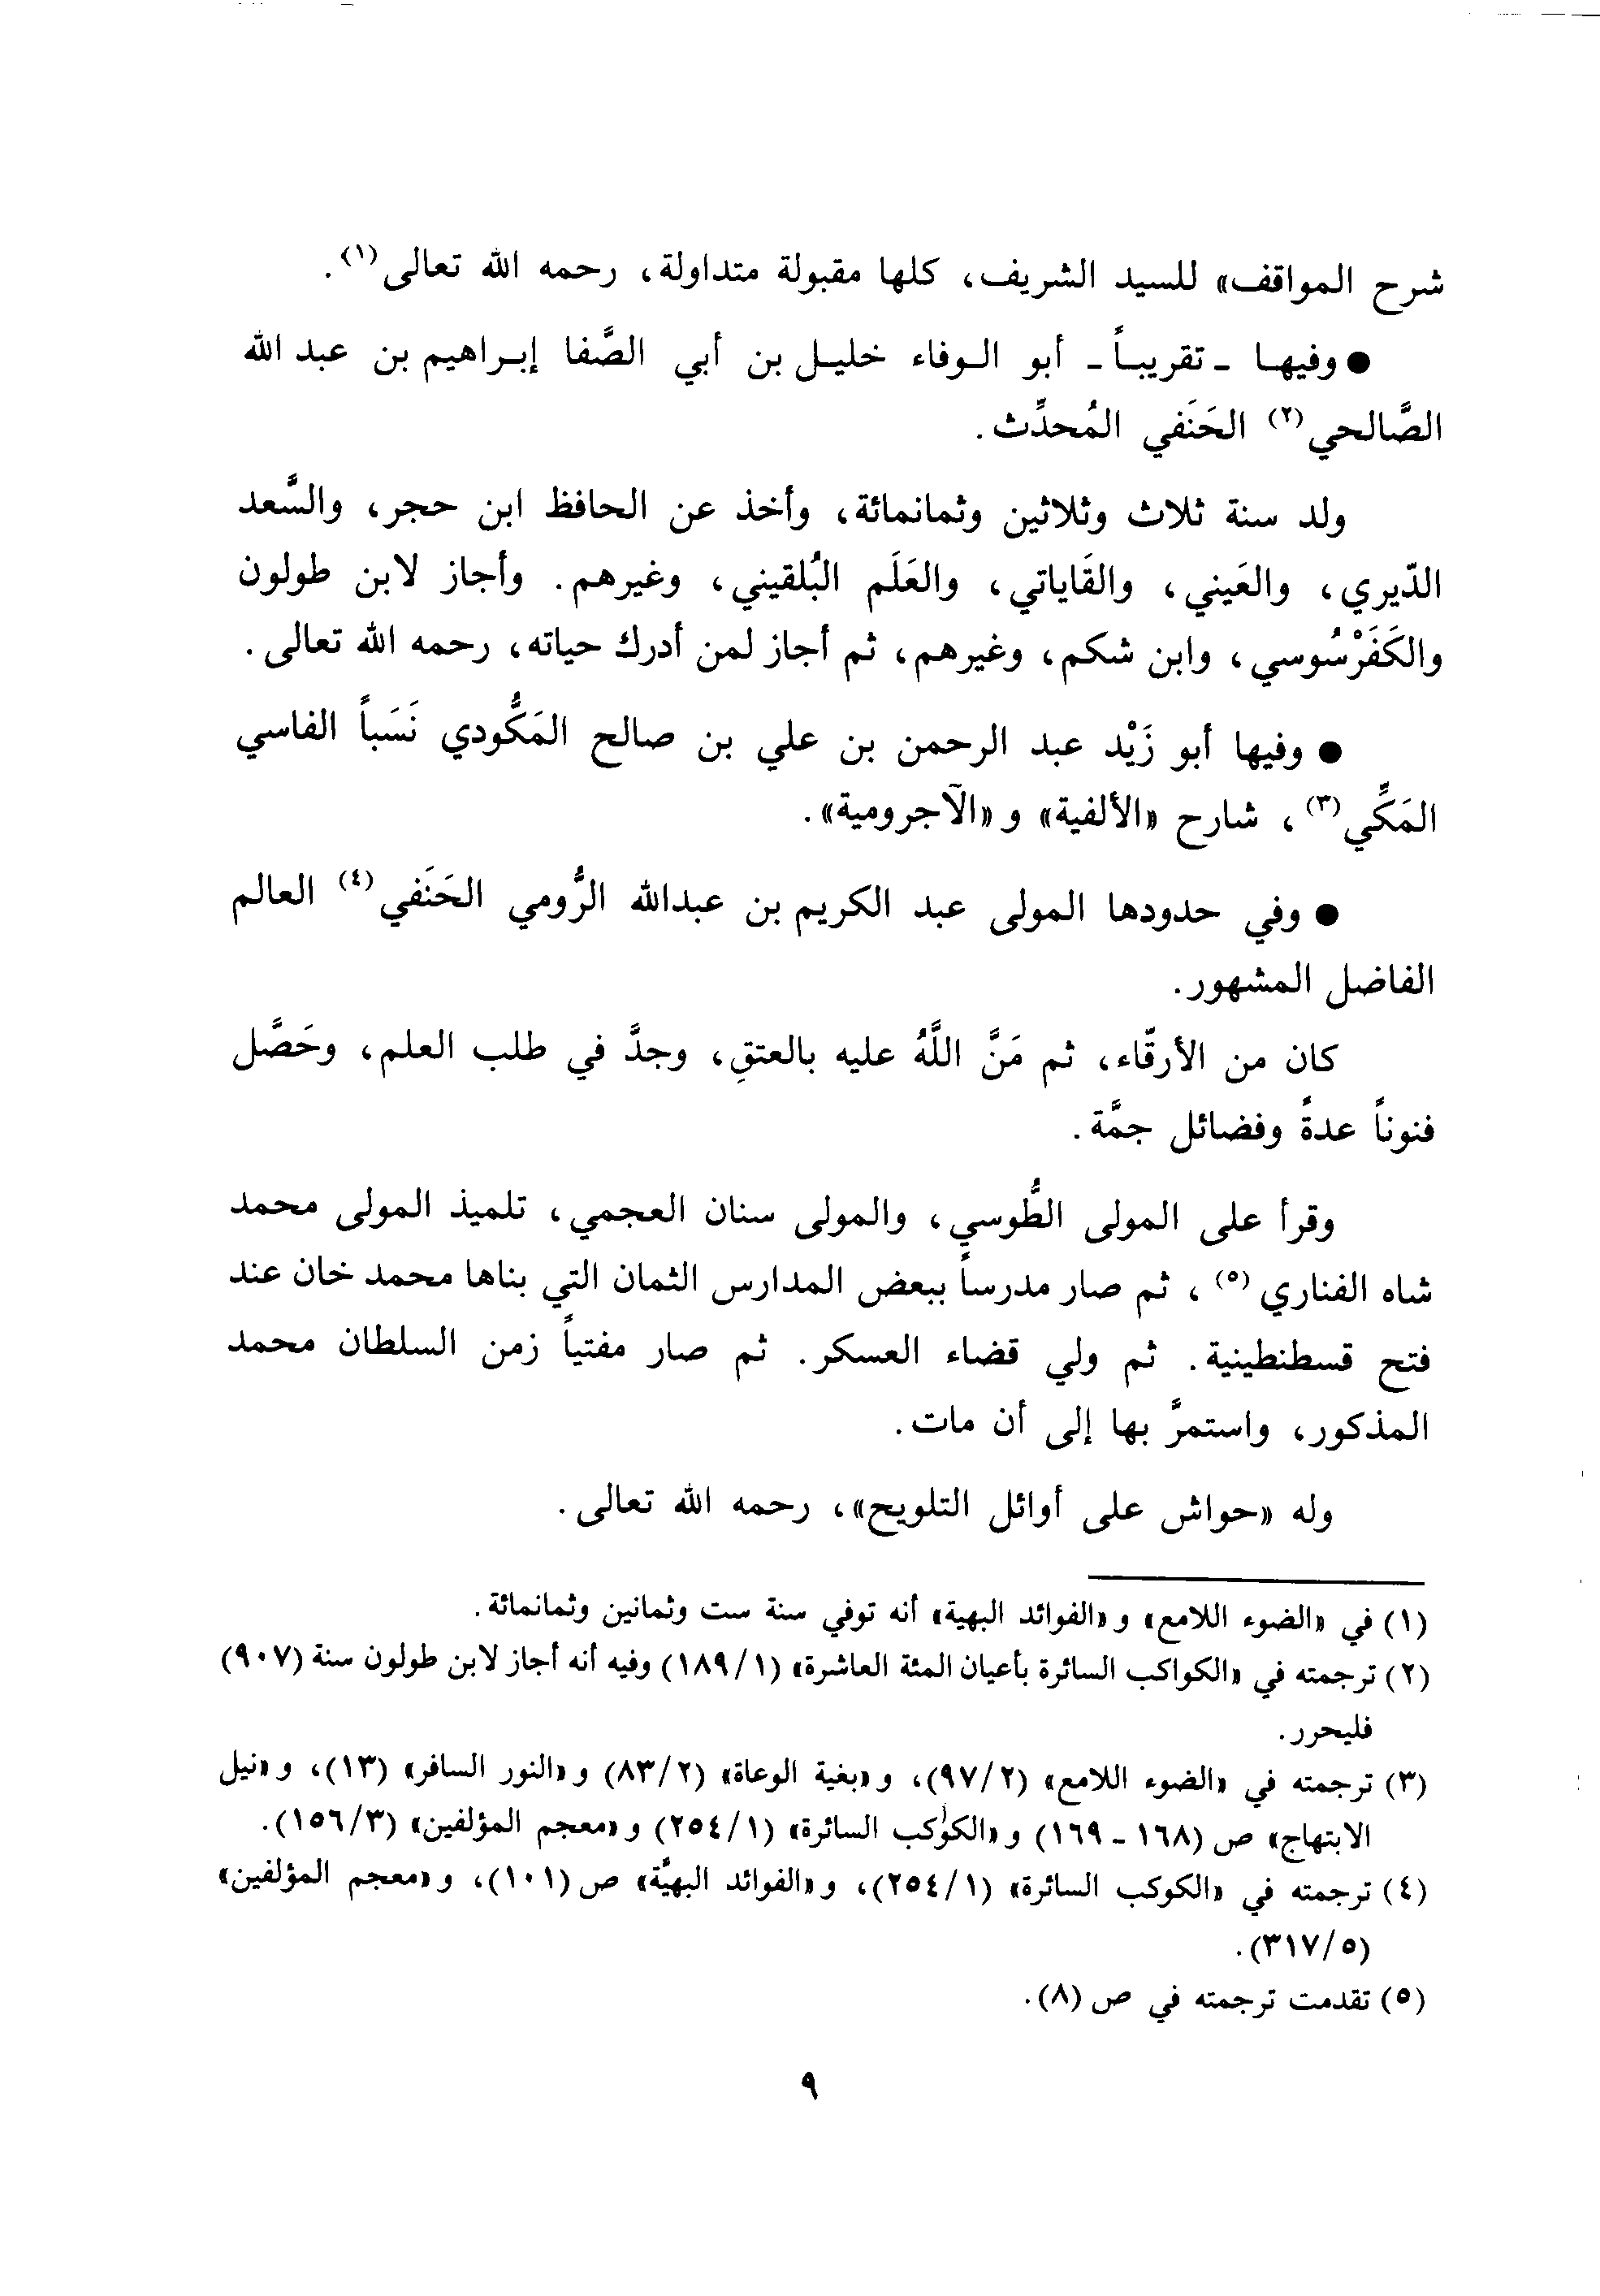 شرح المواقف» للسيد الشريف، كلها مقبولة متداولة، رحمه الله تعالى(١).
● وفيها ـ تقريباً ـ أبو الوفاء خليل بن أبي الصَّفا إبراهيم بن عبد الله
الصَّالحي(٢) الحَنَفي المُحدِّث.
ولد سنة ثلاث وثلاثين وثمانمائة، وأخذ عن الحافظ ابن حجر، والسَّعد
الدّيري، والعَيني، والقَاياتي، والعَلَم البُلقيني، وغيرهم. وأجاز لابن طولون
والكَفَرْسُوسي، وابن شكم، وغيرهم، ثم أجاز لمن أدرك حياته، رحمه الله تعالى.
● وفيها أبو زَيْد عبد الرحمن بن علي بن صالح المَكُّودي نَسَباً الفاسي
المَكِّي(٣)، شارح «الألفية» و«الآجرومية».
● وفي حدودها المولى عبد الكريم بن عبدالله الرُّومي الحَنَفي(٤) العالم
الفاضل المشهور.
كان من الأرقّاء، ثم مَنَّ اللَّهُ عليه بالعتقِ، وجدَّ في طلب العلم، وحَصَّل
فنوناً عدةً وفضائل جمَّة.
وقرأ على المولى الطُّوسي، والمولى سنان العجمي، تلميذ المولى محمد
شاه الفناري(٥)، ثم صار مدرساً ببعض المدارس الثمان التي بناها محمد خان عند
فتح قسطنطينية. ثم ولي قضاء العسكر. ثم صار مفتياً زمن السلطان محمد
المذكور، واستمرَّ بها إلى أن مات.
وله «حواش على أوائل التلويح»، رحمه الله تعالى.
(١) في «الضوء اللامع» و«الفوائد البهية» أنه توفي سنة ست وثمانين وثمانمائة.
(٢) ترجمته في «الكواكب السائرة بأعيان المئة العاشرة» (١/١٨٩) وفيه أنه أجاز لابن طولون سنة (٩٠٧)
فليحرر.
(٣) ترجمته في «الضوء اللامع» (٢/٩٧)، و«بغية الوعاة» (٢/٨٣) و«النور السافر» (١٣)، و«نيل
الابتهاج» ص (١٦٨ ـ ١٦٩) و«الكوٰكب السائرة» (١/٢٥٤) و«معجم المؤلفين» (٣/١٥٦).
(٤) ترجمته في «الكوكب السائرة» (١/٢٥٤)، و«الفوائد البهيَّة» ص (١٠١)، و«معجم المؤلفين»
(٥/٣١٧).
(٥) تقدمت ترجمته في ص (٨).
٩